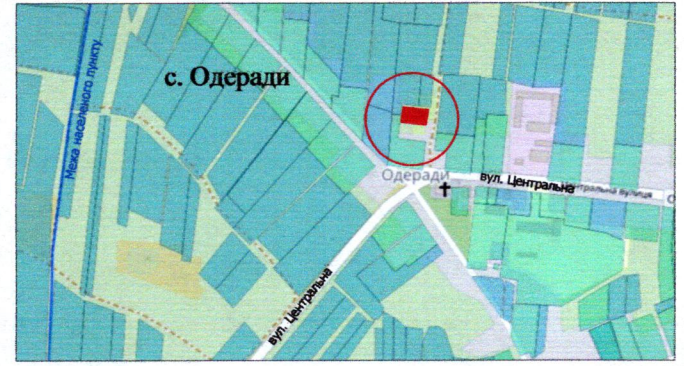 с. Одеради
Межа населеного пункту
Одеради
вул. Центральна
Центральна вулиця
вул. Центральна